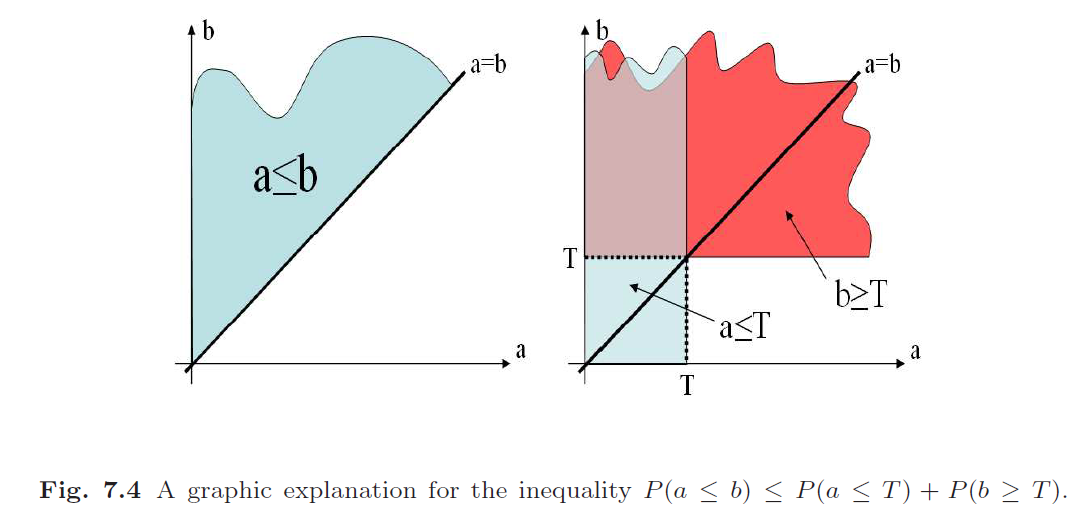 b
a=b
a≤b
a
b
a=b
T
b≥T
a≤T
a
T
Fig. 7.4 A graphic explanation for the inequality P(a ≤ b) ≤ P(a ≤ T) + P(b ≥ T).